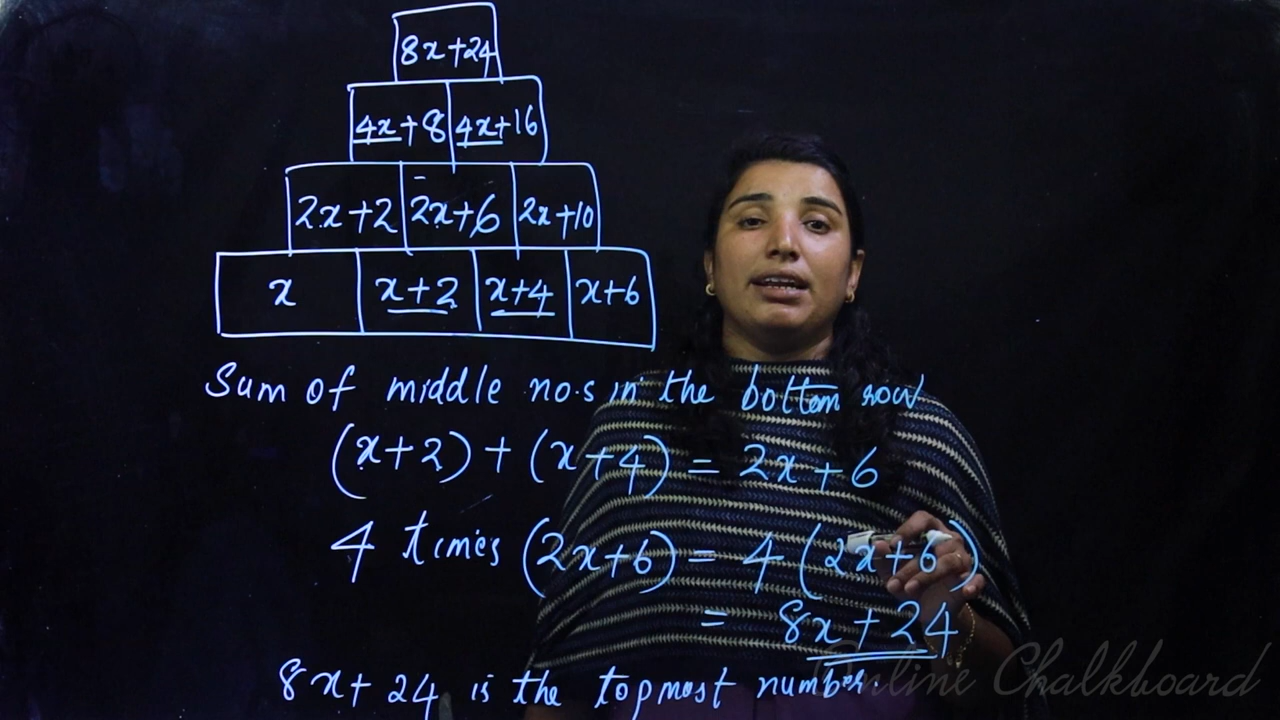 8x+24
4x+8 4x+16
2x+2 2x+6 2x+10
x x+2 x+4 x+6
Sum of middle no.s in the bottom row
(x+2) + (x+4) = 2x+6
4 times (2x+6) = 4 (2x+6)
= 8x+24
8x+24 is the topmost number.
Online Chalkboard